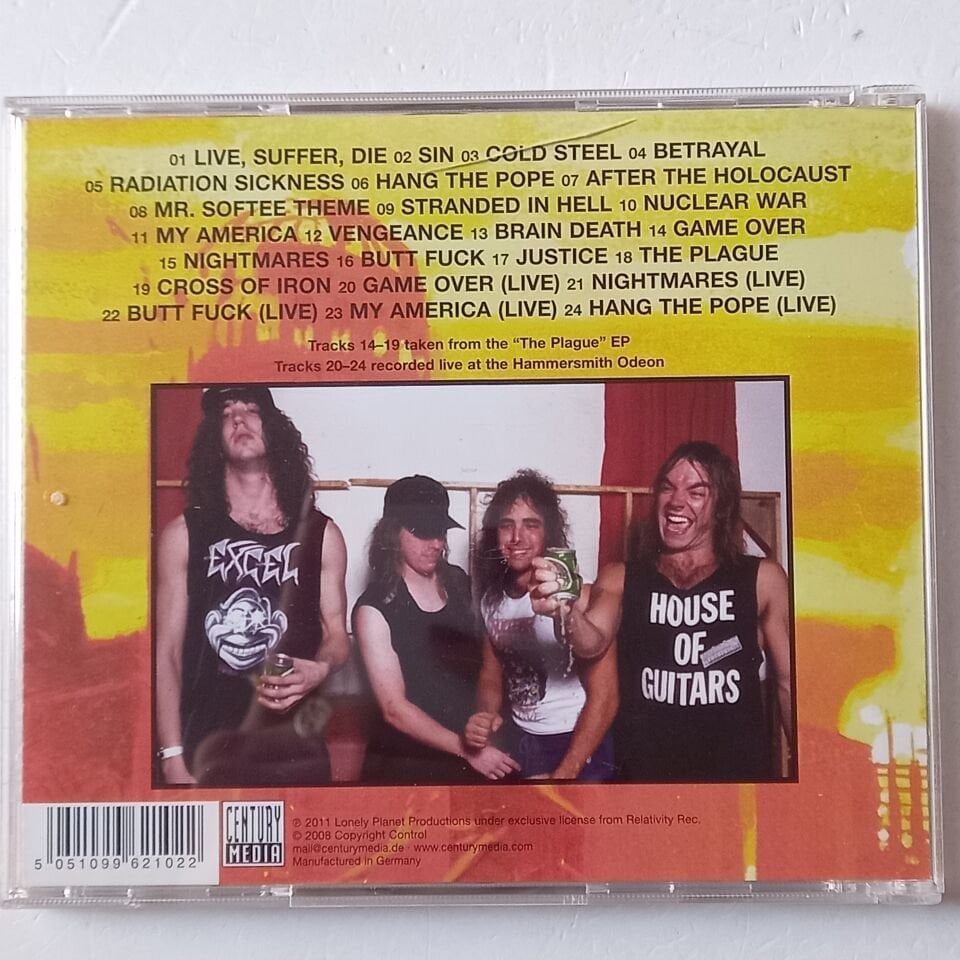 01 LIVE, SUFFER, DIE 02 SIN 03 COLD STEEL 04 BETRAYAL
05 RADIATION SICKNESS 06 HANG THE POPE 07 AFTER THE HOLOCAUST
08 MR. SOFTEE THEME 09 STRANDED IN HELL 10 NUCLEAR WAR
11 MY AMERICA 12 VENGEANCE 13 BRAIN DEATH 14 GAME OVER
15 NIGHTMARES 16 BUTT FUCK 17 JUSTICE 18 THE PLAGUE
19 CROSS OF IRON 20 GAME OVER (LIVE) 21 NIGHTMARES (LIVE)
22 BUTT FUCK (LIVE) 23 MY AMERICA (LIVE) 24 HANG THE POPE (LIVE)
Tracks 14–19 taken from the “The Plague” EP
Tracks 20–24 recorded live at the Hammersmith Odeon
EXCEL
HOUSE
OF
GUITARS
5 051099 621022
CENTURY
MEDIA
℗ 2011 Lonely Planet Productions under exclusive license from Relativity Rec.
© 2008 Copyright Control
mail@centurymedia.de · www.centurymedia.com
Manufactured in Germany